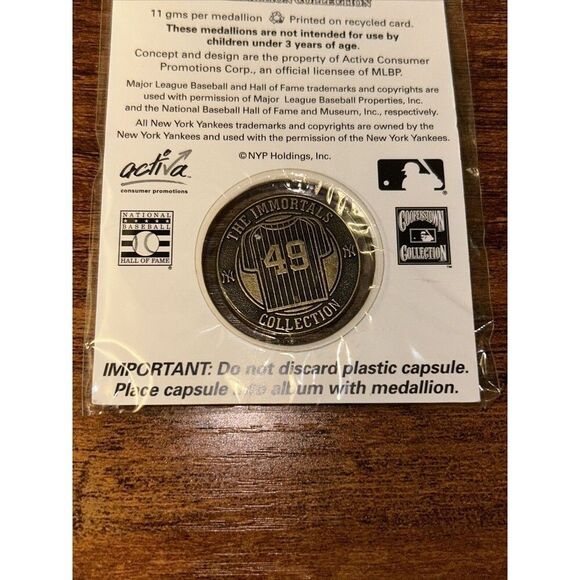 11 gms per medallion Printed on recycled card.
These medallions are not intended for use by
children under 3 years of age.
Concept and design are the property of Activa Consumer
Promotions Corp., an official licensee of MLBP.
Major League Baseball and Hall of Fame trademarks and copyrights are
used with permission of Major League Baseball Properties, Inc.
and the National Baseball Hall of Fame and Museum, Inc., respectively.
All New York Yankees trademarks and copyrights are owned by the
New York Yankees and used with the permission of the New York Yankees.
©NYP Holdings, Inc.
activa
consumer promotions
NATIONAL
BASEBALL
HALL OF FAME
THE IMMORTALS
49
NY
NY
COLLECTION
COOPERSTOWN
COLLECTION
TM
IMPORTANT: Do not discard plastic capsule.
Place capsule into album with medallion.